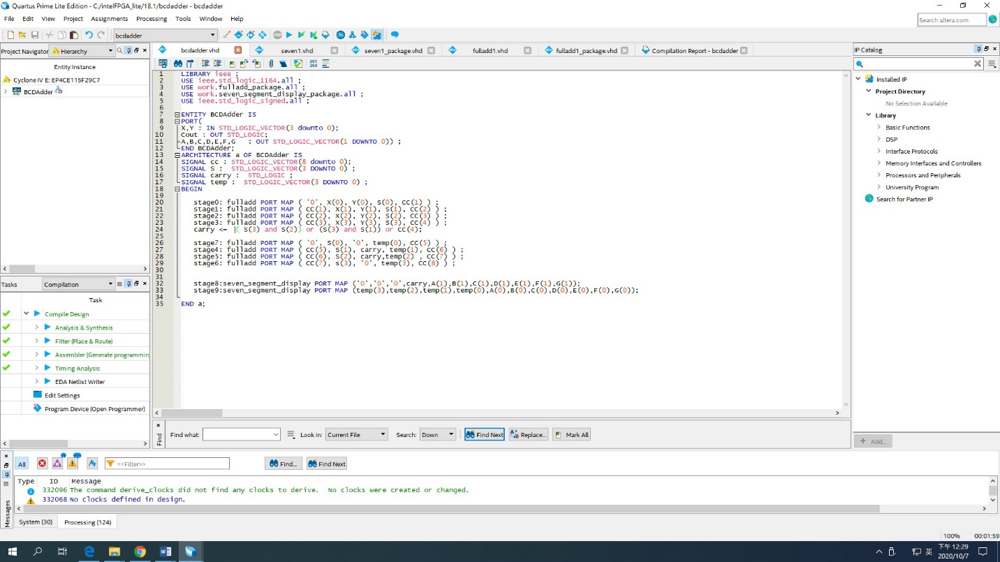 Quartus Prime Lite Edition - C:/intelFPGA_lite/18.1/bcdadder - bcdadder
File Edit View Project Assignments Processing Tools Window Help
Search altera.com
bcdadder
Project Navigator Hierarchy
Entity:Instance
Cyclone IV E: EP4CE115F29C7
BCDAdder
bcdadder.vhd seven1.vhd seven1_package.vhd fulladd1.vhd fulladd1_package.vhd Compilation Report - bcdadder
1 LIBRARY ieee ;
2 USE ieee.std_logic_1164.all ;
3 USE work.fulladd_package.all ;
4 USE work.seven_segment_display_package.all ;
5 USE ieee.std_logic_signed.all ;
6
7 ENTITY BCDAdder IS
8 PORT(
9 X,Y : IN STD_LOGIC_VECTOR(3 downto 0);
10 Cout : OUT STD_LOGIC;
11 A,B,C,D,E,F,G : OUT STD_LOGIC_VECTOR(1 DOWNTO 0)) ;
12 END BCDAdder;
13 ARCHITECTURE a OF BCDAdder IS
14 SIGNAL cc : STD_LOGIC_VECTOR(8 downto 0);
15 SIGNAL S : STD_LOGIC_VECTOR(3 DOWNTO 0) ;
16 SIGNAL carry : STD_LOGIC ;
17 SIGNAL temp : STD_LOGIC_VECTOR(3 DOWNTO 0) ;
18 BEGIN
19
20 stage0: fulladd PORT MAP ( '0', X(0), Y(0), S(0), CC(1) ) ;
21 stage1: fulladd PORT MAP ( CC(1), X(1), Y(1), S(1), CC(2) ) ;
22 stage2: fulladd PORT MAP ( CC(2), X(2), Y(2), S(2), CC(3) ) ;
23 stage3: fulladd PORT MAP ( CC(3), X(3), Y(3), S(3), CC(4) ) ;
24 carry <= ( S(3) and S(2)) or (S(3) and S(1)) or CC(4);
25
26 stage7: fulladd PORT MAP ( '0', S(0), '0', temp(0), CC(5) ) ;
27 stage4: fulladd PORT MAP ( CC(5), S(1), carry, temp(1), CC(6) ) ;
28 stage5: fulladd PORT MAP ( CC(6), S(2), carry,temp(2) , CC(7) ) ;
29 stage6: fulladd PORT MAP ( CC(7), s(3), '0', temp(3), CC(8) ) ;
30
31
32 stage8:seven_segment_display PORT MAP ('0','0','0',carry,A(1),B(1),C(1),D(1),E(1),F(1),G(1));
33 stage9:seven_segment_display PORT MAP (temp(3),temp(2),temp(1),temp(0),A(0),B(0),C(0),D(0),E(0),F(0),G(0));
34
35 END a;
IP Catalog
Installed IP
Project Directory
No Selection Available
Library
Basic Functions
DSP
Interface Protocols
Memory Interfaces and Controllers
Processors and Peripherals
University Program
Search for Partner IP
+ Add...
Tasks Compilation
Task
Compile Design
Analysis & Synthesis
Fitter (Place & Route)
Assembler (Generate programmin
Timing Analysis
EDA Netlist Writer
Edit Settings
Program Device (Open Programmer)
Find
Find what: Look in: Current File Search: Down Find Next Replace... Mark All
All <<Filter>> Find... Find Next
Type ID Message
332096 The command derive_clocks did not find any clocks to derive. No clocks were created or changed.
332068 No clocks defined in design.
Messages
System (30) Processing (124)
100% 00:01:59
英
下午 12:29
2020/10/7